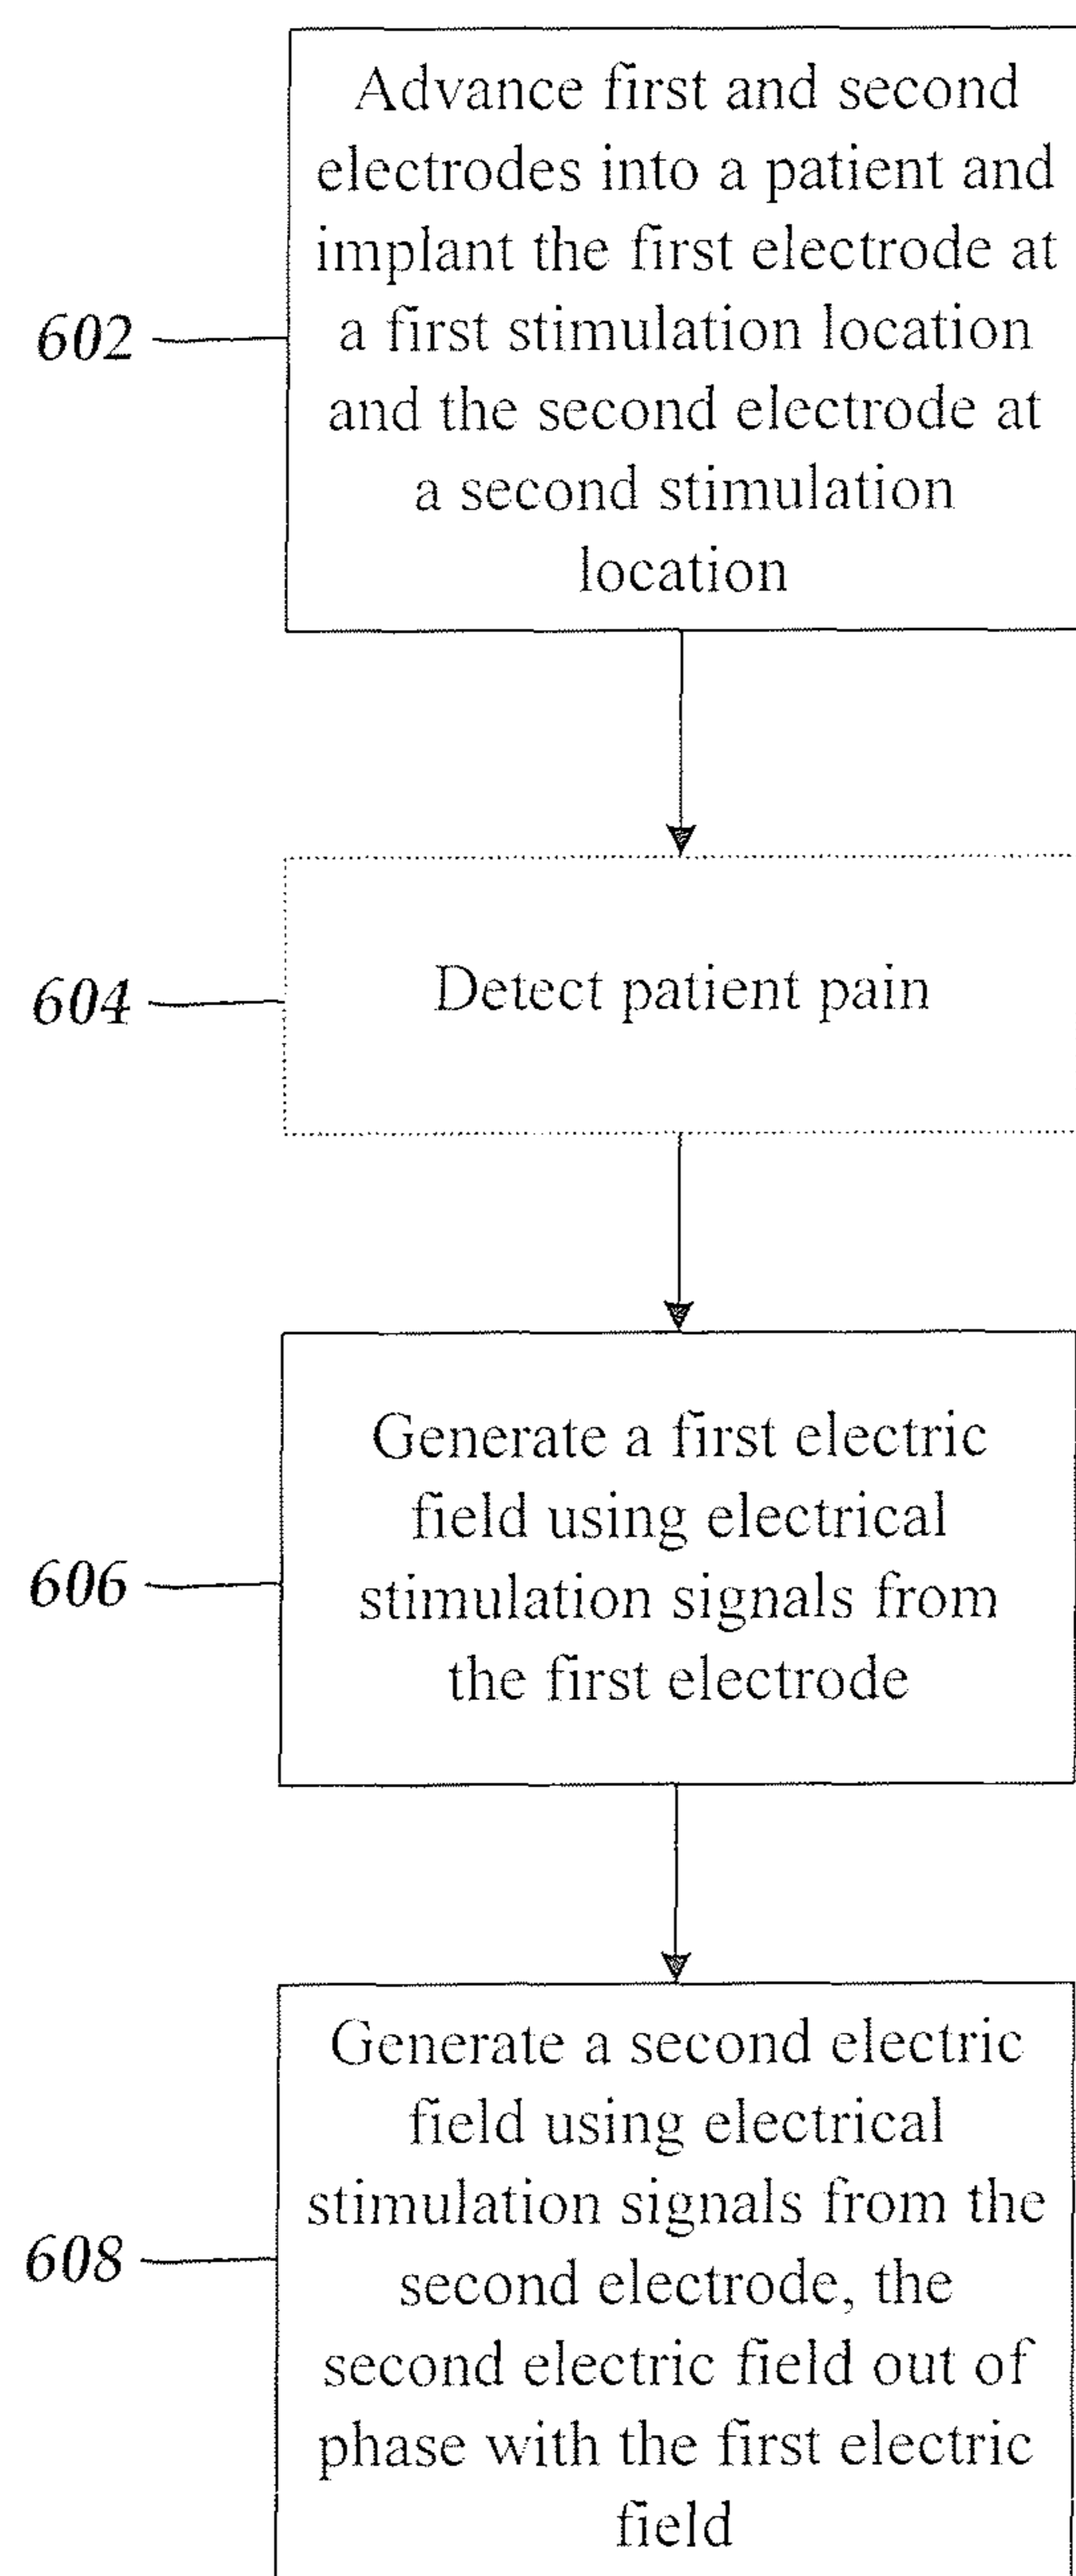 Advance first and second
electrodes into a patient and
implant the first electrode at
a first stimulation location
and the second electrode at
a second stimulation
location
602
Detect patient pain
604
Generate a first electric
field using electrical
stimulation signals from
the first electrode
606
Generate a second electric
field using electrical
stimulation signals from the
second electrode, the
second electric field out of
phase with the first electric
field
608